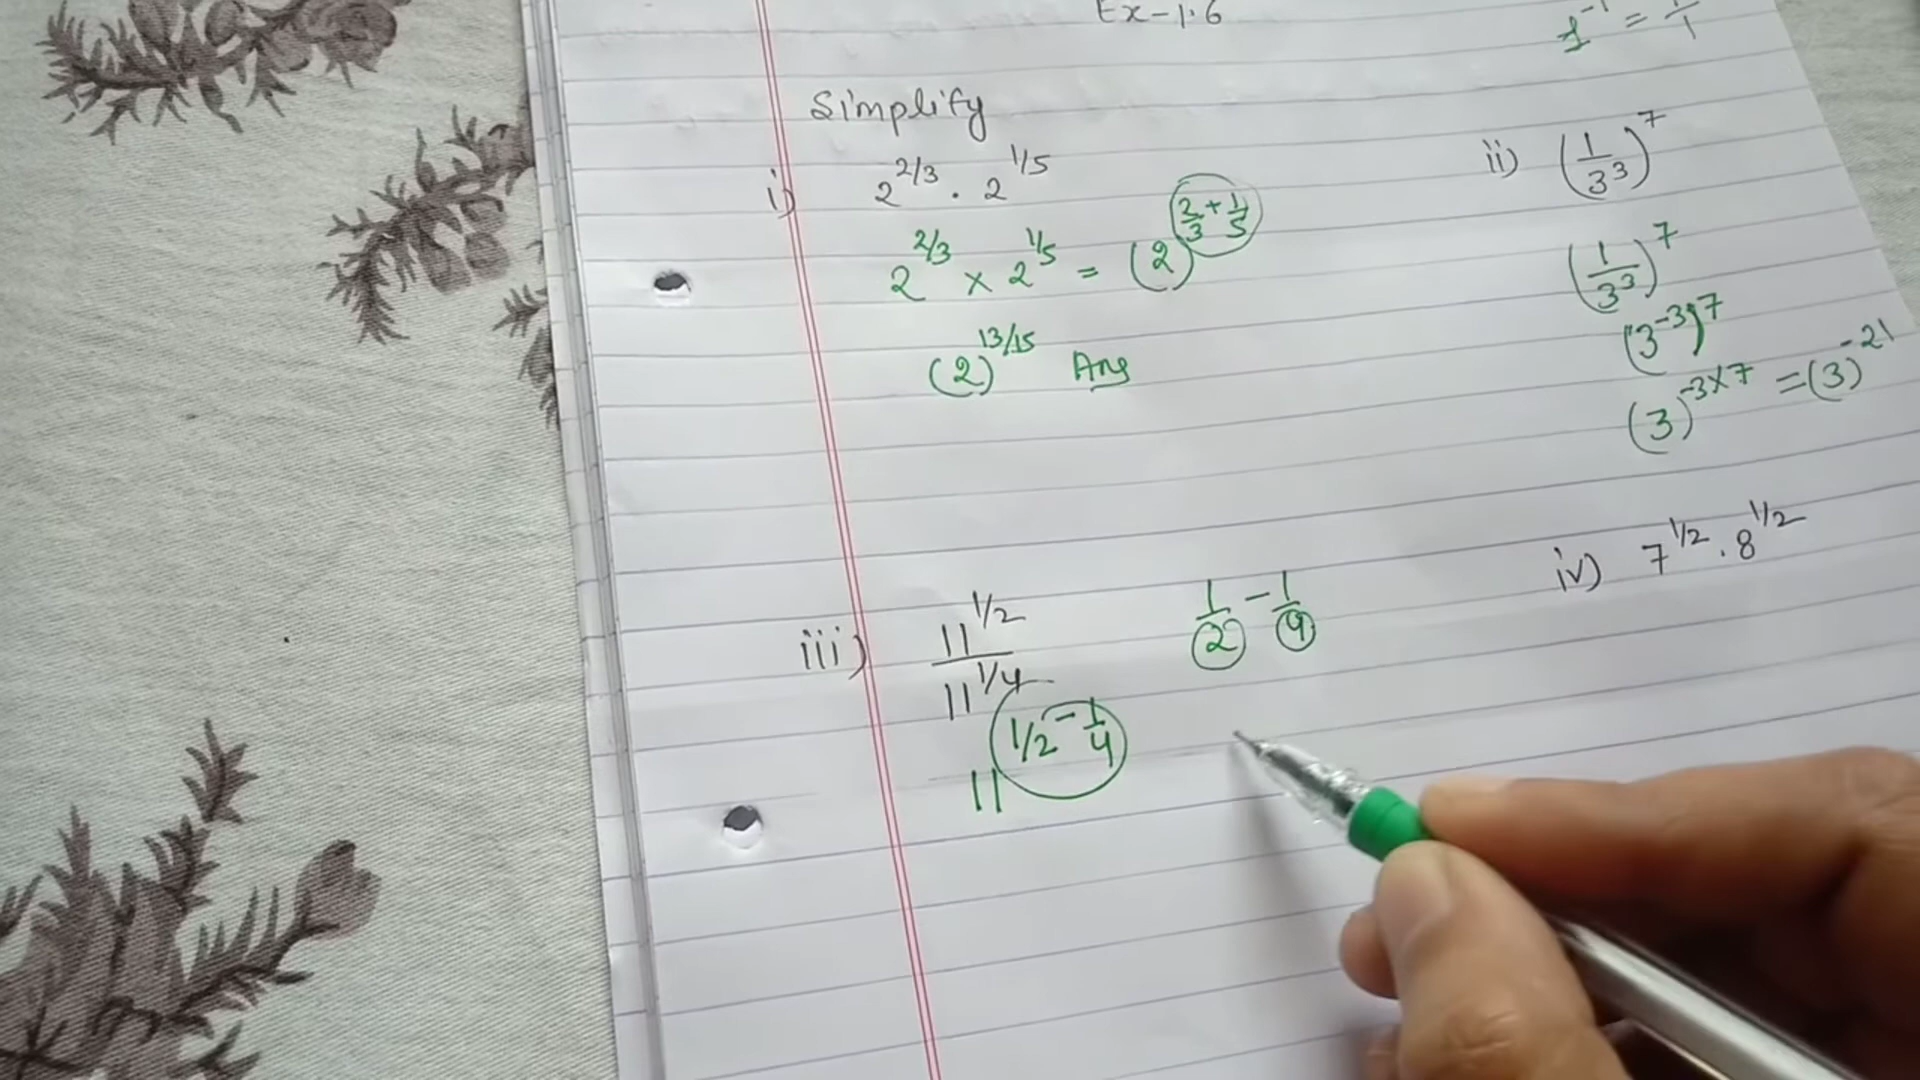 Ex-1.6
1⁻¹ = 1/1
Simplify
i) 2^2/3 . 2^1/5
2^2/3 × 2^1/5 = (2)^2/3 + 1/5
(2)^13/15 Ans
ii) (1/3³)⁷
(1/3³)⁷
(3⁻³)⁷
(3)^-3×7 = (3)^-21
iii) 11^1/2 / 11^1/4
1/2 - 1/4
11^1/2 - 1/4
iv) 7^1/2 . 8^1/2